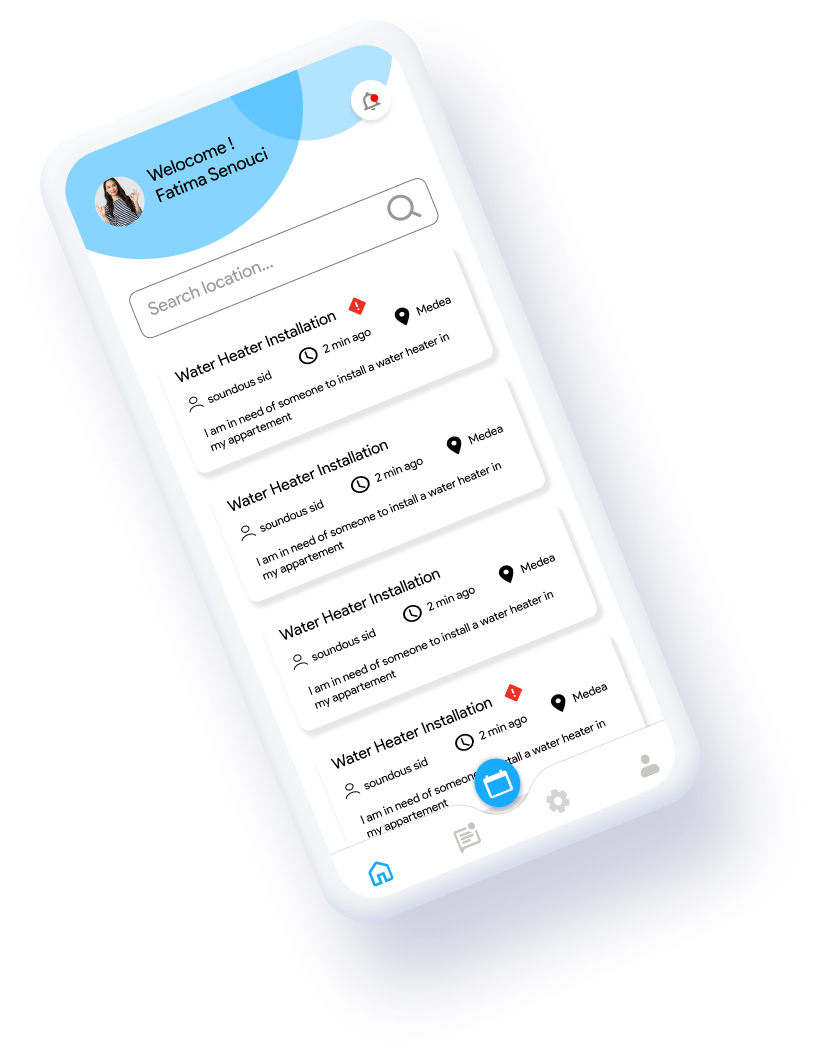 Welocome !
Fatima Senouci
Search location...
Water Heater Installation
soundous sid
2 min ago
Medea
I am in need of someone to install a water heater in
my appartement
Water Heater Installation
soundous sid
2 min ago
Medea
I am in need of someone to install a water heater in
my appartement
Water Heater Installation
soundous sid
2 min ago
Medea
I am in need of someone to install a water heater in
my appartement
Water Heater Installation
soundous sid
2 min ago
Medea
I am in need of someone to install a water heater in
my appartement